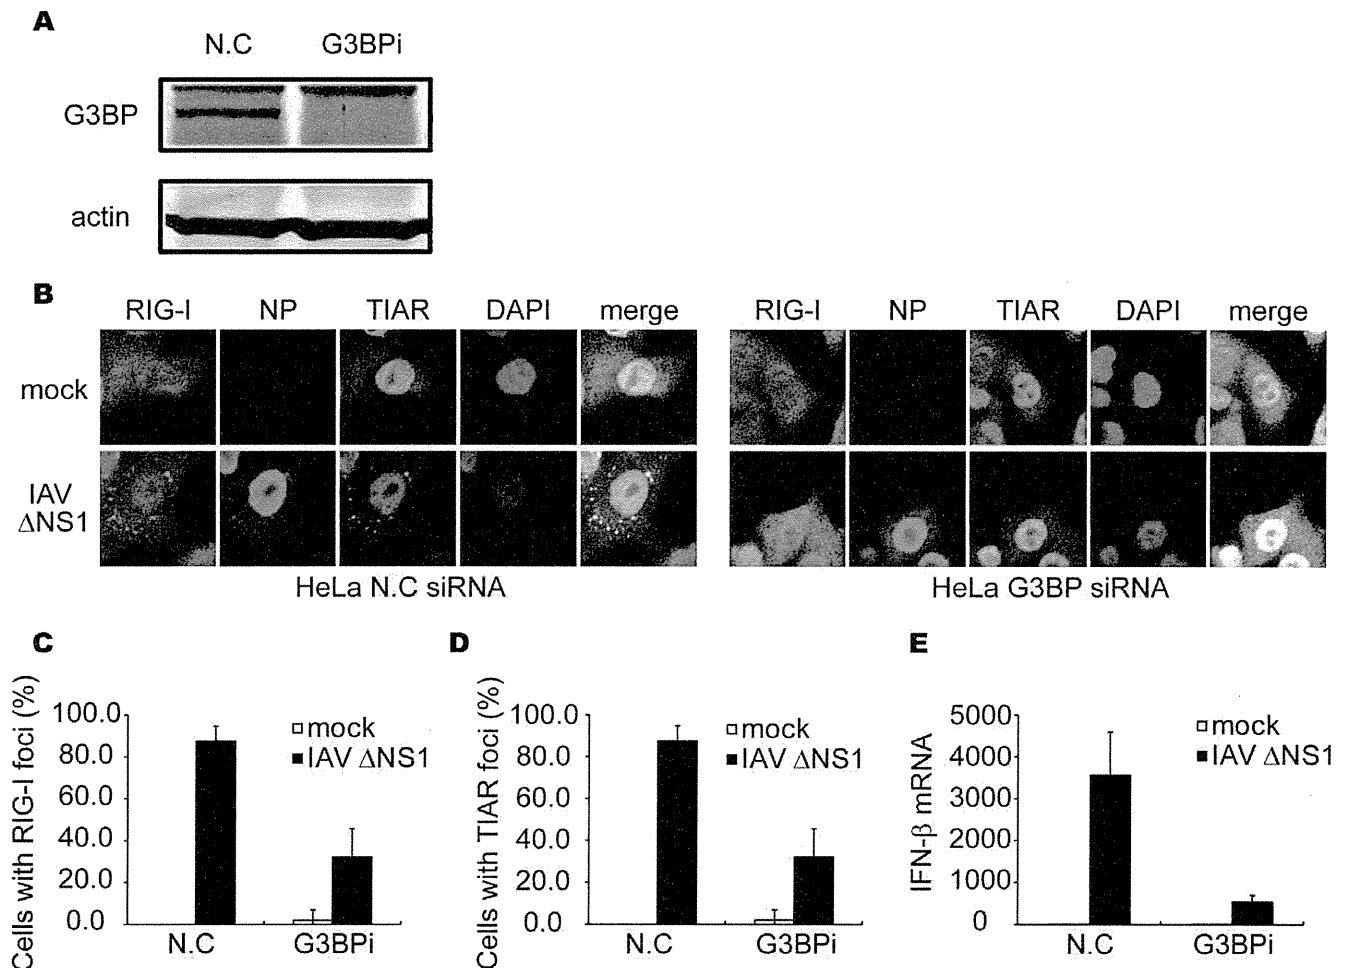 A
N.C G3BPi
G3BP
actin
B
RIG-I NP TIAR DAPI merge RIG-I NP TIAR DAPI merge
mock
IAV
ΔNS1
HeLa N.C siRNA HeLa G3BP siRNA
C
Cells with RIG-I foci (%)
100.0
80.0
60.0
40.0
20.0
0.0
mock
IAV ΔNS1
N.C G3BPi
D
Cells with TIAR foci (%)
100.0
80.0
60.0
40.0
20.0
0.0
mock
IAV ΔNS1
N.C G3BPi
E
IFN-β mRNA
5000
4000
3000
2000
1000
0
mock
IAV ΔNS1
N.C G3BPi